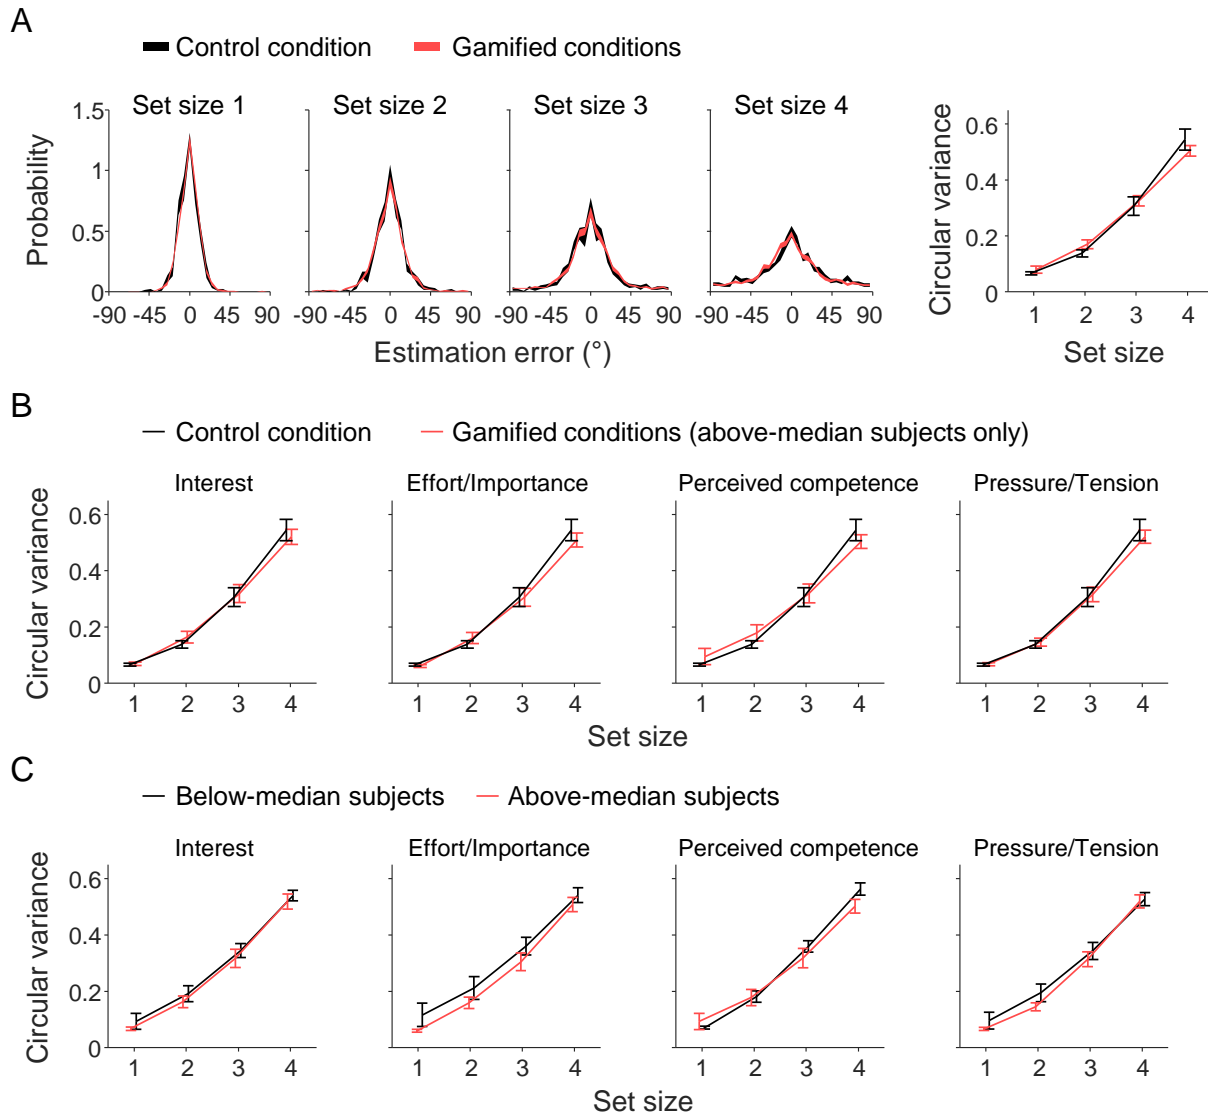 A
Control condition Gamified conditions
Set size 1 Set size 2 Set size 3 Set size 4
Probability
1.5
1
0.5
0
-90 -45 0 45 90 -45 0 45 90 -90 -45 0 45 90 -90 -45 0 45 90
-90
Estimation error (°)
Circular variance
0.6
0.4
0.2
0
1 2 3 4
Set size
B
Control condition Gamified conditions (above-median subjects only)
Interest Effort/Importance Perceived competence Pressure/Tension
Circular variance
0.6
0.4
0.2
0
1 2 3 4 1 2 3 4 1 2 3 4 1 2 3 4
Set size
C
Below-median subjects Above-median subjects
Interest Effort/Importance Perceived competence Pressure/Tension
Circular variance
0.6
0.4
0.2
0
1 2 3 4 1 2 3 4 1 2 3 4 1 2 3 4
Set size